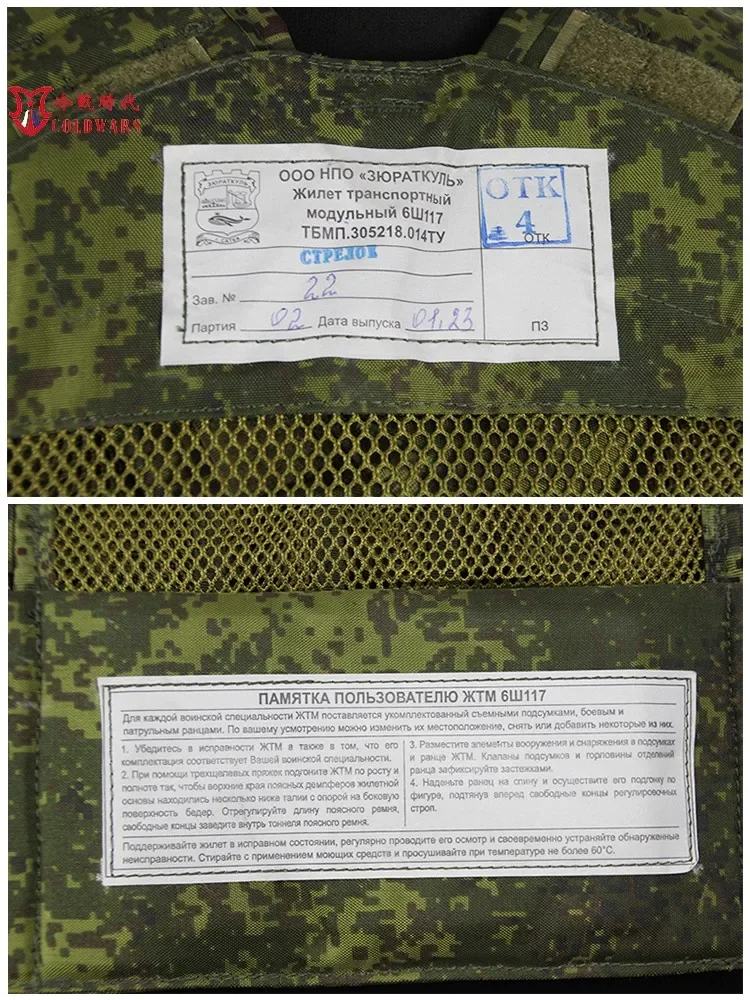 冷戰時代
COLDWARS
ЗЮРАТКУЛЬ
г. САТКА
ООО НПО «ЗЮРАТКУЛЬ»
Жилет транспортный
модульный 6Ш117
ТБМП.305218.014ТУ
СТРЕЛОК
ОТК
4
ОТК
Зав. № 22
Партия 02 Дата выпуска 01,23
ПЗ
ПАМЯТКА ПОЛЬЗОВАТЕЛЮ ЖТМ 6Ш117
Для каждой воинской специальности ЖТМ поставляется укомплектованный съемными подсумками, боевым и
патрульным ранцами. По вашему усмотрению можно изменить их местоположение, снять или добавить некоторые из них.
1. Убедитесь в исправности ЖТМ а также в том, что его
комплектация соответствует Вашей воинской специальности.
2. При помощи трехщелевых пряжек подгоните ЖТМ по росту и
полноте так, чтобы верхние края поясных демпферов жилетной
основы находились несколько ниже талии с опорой на боковую
поверхность бедер. Отрегулируйте длину поясного ремня,
свободные концы заведите внутрь тоннеля поясного ремня.
3. Разместите элементы вооружения и снаряжения в подсумках
и ранце ЖТМ. Клапаны подсумков и горловины отделений
ранца зафиксируйте застежками.
4. Наденьте ранец на спину и осуществите его подгонку по
фигуре, подтянув вперед свободные концы регулировочных
строп.
Поддерживайте жилет в исправном состоянии, регулярно проводите его осмотр и своевременно устраняйте обнаруженные
неисправности. Стирайте с применением моющих средств и просушивайте при температуре не более 60°С.